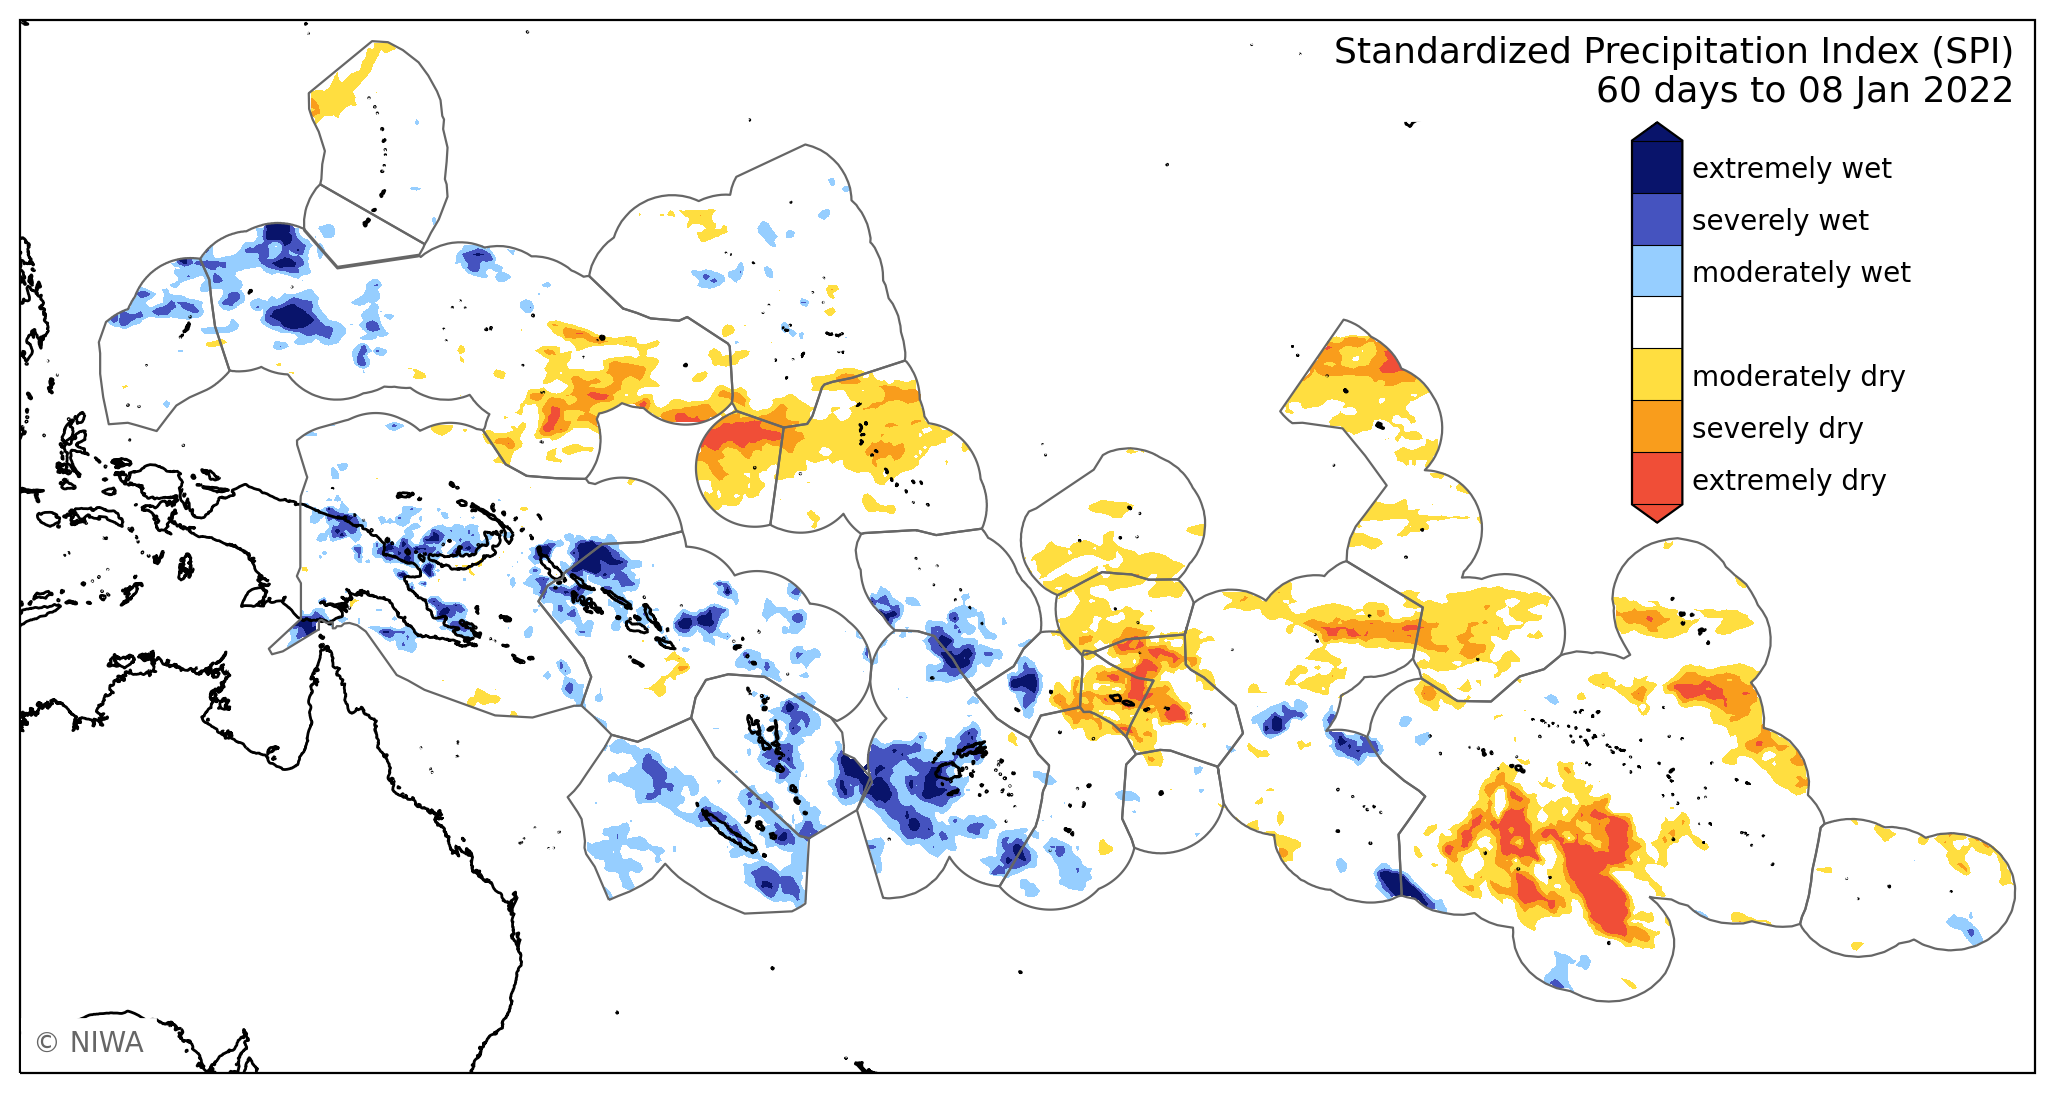 Standardized Precipitation Index (SPI)
60 days to 08 Jan 2022
extremely wet
severely wet
moderately wet
moderately dry
severely dry
extremely dry
© NIWA